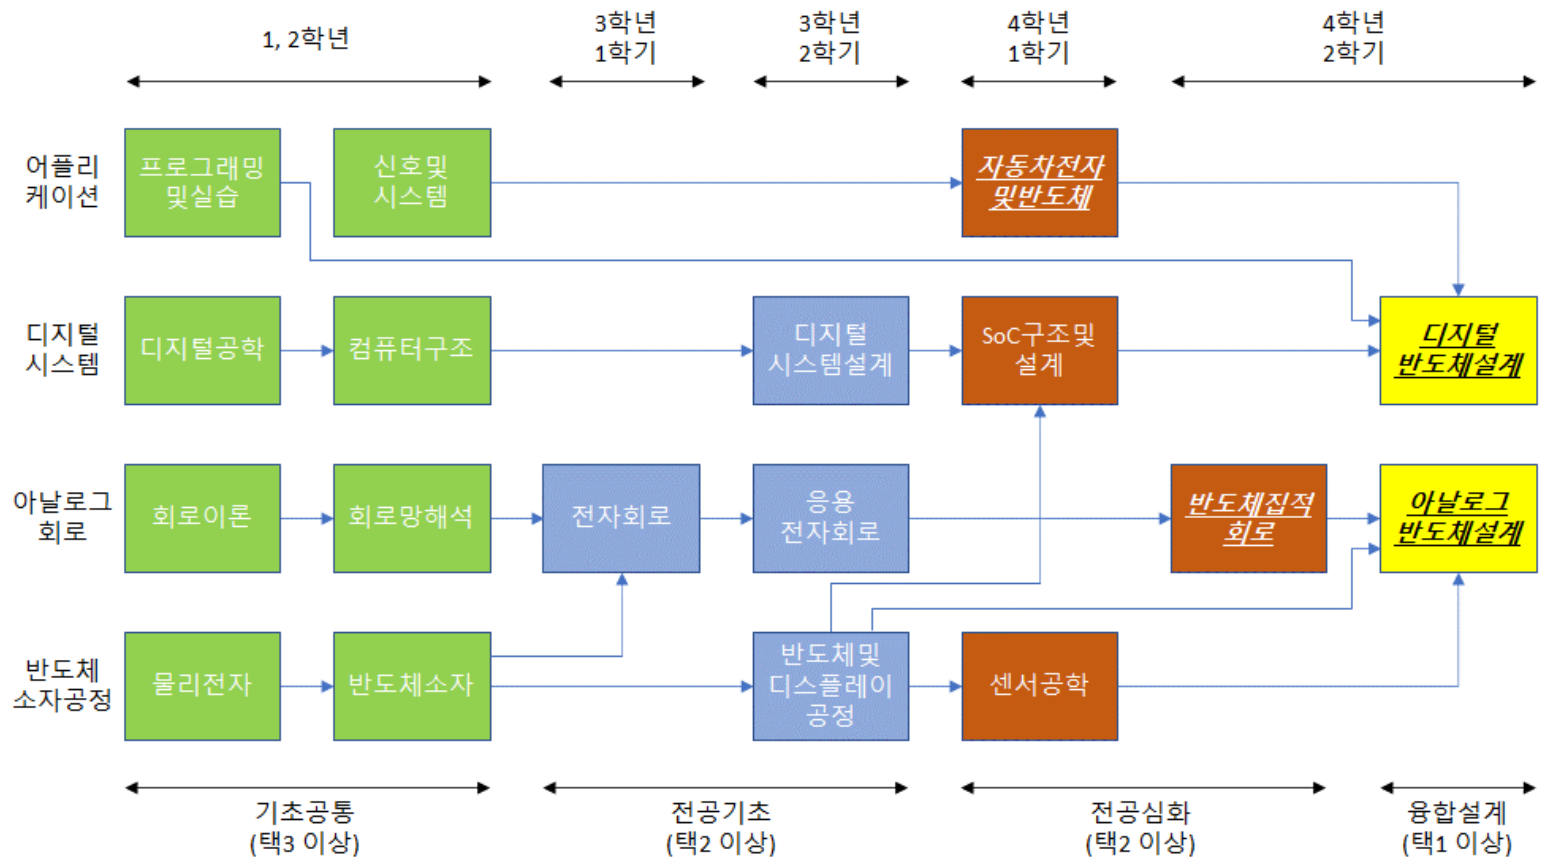 1, 2학년
3학년
1학기
3학년
2학기
4학년
1학기
4학년
2학기
어플리
케이션
프로그래밍
및실습
신호및
시스템
자동차전자
및반도체
디지털
시스템
디지털공학
컴퓨터구조
디지털
시스템설계
SoC구조및
설계
디지털
반도체설계
아날로그
회로
회로이론
회로망해석
전자회로
응용
전자회로
반도체집적
회로
아날로그
반도체설계
반도체
소자공정
물리전자
반도체소자
반도체및
디스플레이
공정
센서공학
기초공통
(택3 이상)
전공기초
(택2 이상)
전공심화
(택2 이상)
융합설계
(택1 이상)